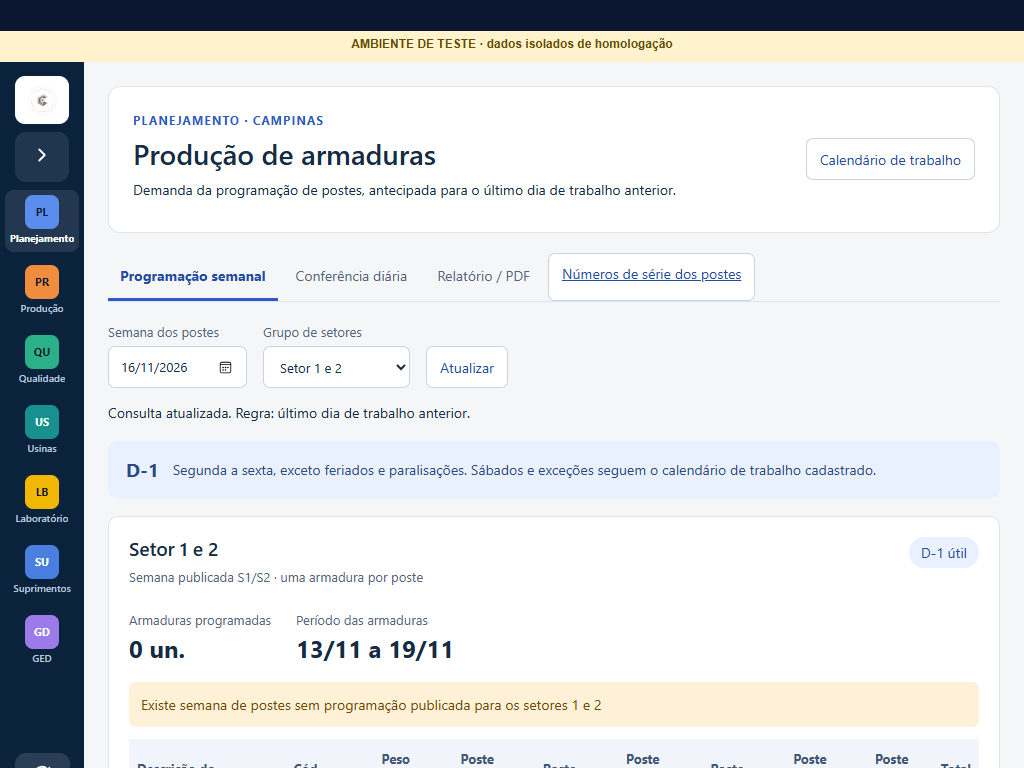 AMBIENTE DE TESTE · dados isolados de homologação
PL
Planejamento
PR
Produção
QU
Qualidade
US
Usinas
LB
Laboratório
SU
Suprimentos
GD
GED
PLANEJAMENTO · CAMPINAS
Produção de armaduras
Demanda da programação de postes, antecipada para o último dia de trabalho anterior.
Calendário de trabalho
Programação semanal
Conferência diária
Relatório / PDF
Números de série dos postes
Semana dos postes
Grupo de setores
16/11/2026
Setor 1 e 2
Atualizar
Consulta atualizada. Regra: último dia de trabalho anterior.
D-1 Segunda a sexta, exceto feriados e paralisações. Sábados e exceções seguem o calendário de trabalho cadastrado.
Setor 1 e 2
D-1 útil
Semana publicada S1/S2 · uma armadura por poste
Armaduras programadas
Período das armaduras
0 un.
13/11 a 19/11
Existe semana de postes sem programação publicada para os setores 1 e 2
Peso Poste Poste Poste Poste